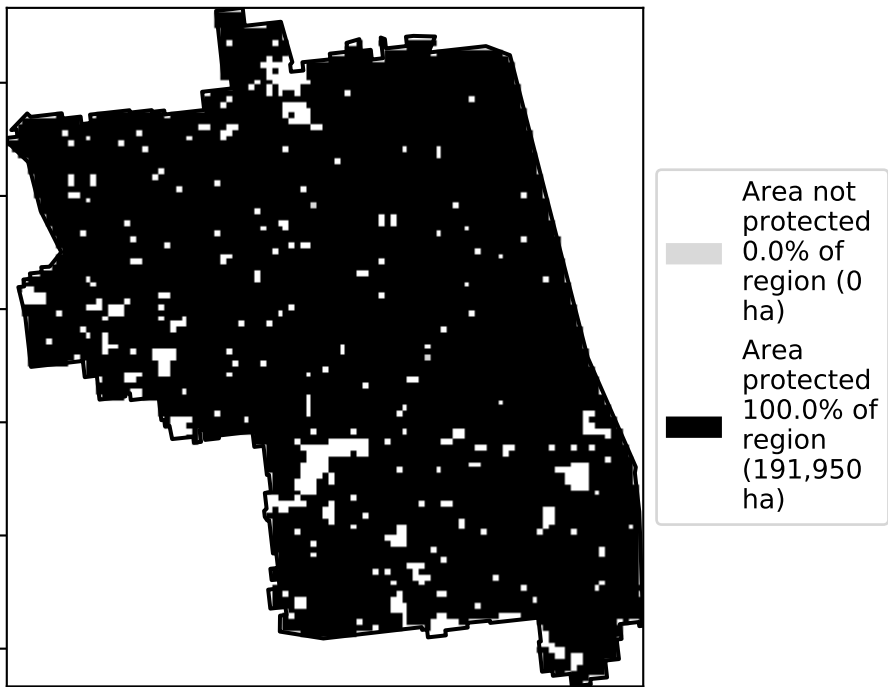 Area not
protected
0.0% of
region (0
ha)
Area
protected
100.0% of
region
(191,950
ha)